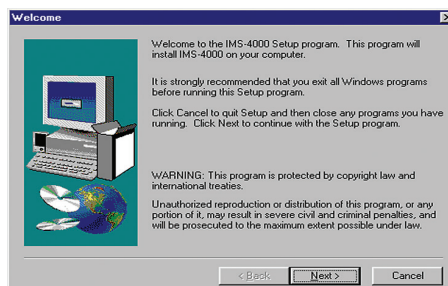 Welcome
Welcome to the IMS-4000 Setup program. This program will
install IMS-4000 on your computer.
It is strongly recommended that you exit all Windows programs
before running this Setup program.
Click Cancel to quit Setup and then close any programs you have
running. Click Next to continue with the Setup program.
WARNING: This program is protected by copyright law and
international treaties.
Unauthorized reproduction or distribution of this program, or any
portion of it, may result in severe civil and criminal penalties, and
will be prosecuted to the maximum extent possible under law.
< Back Next > Cancel